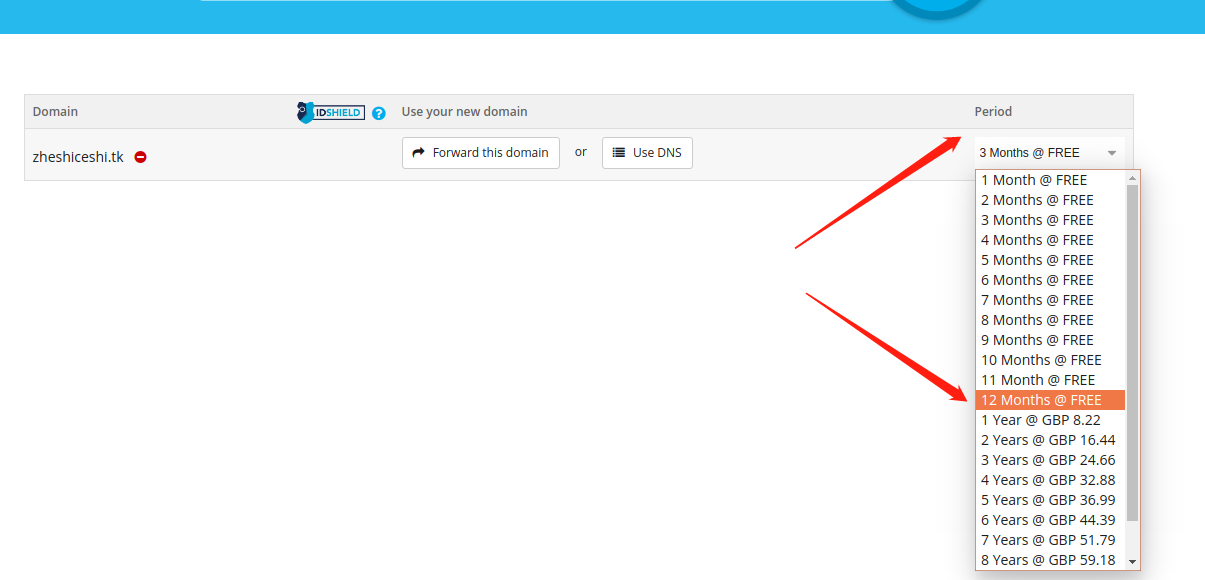 Domain IDSHIELD ? Use your new domain Period
zheshiceshi.tk Forward this domain or Use DNS 3 Months @ FREE
1 Month @ FREE
2 Months @ FREE
3 Months @ FREE
4 Months @ FREE
5 Months @ FREE
6 Months @ FREE
7 Months @ FREE
8 Months @ FREE
9 Months @ FREE
10 Months @ FREE
11 Month @ FREE
12 Months @ FREE
1 Year @ GBP 8.22
2 Years @ GBP 16.44
3 Years @ GBP 24.66
4 Years @ GBP 32.88
5 Years @ GBP 36.99
6 Years @ GBP 44.39
7 Years @ GBP 51.79
8 Years @ GBP 59.18